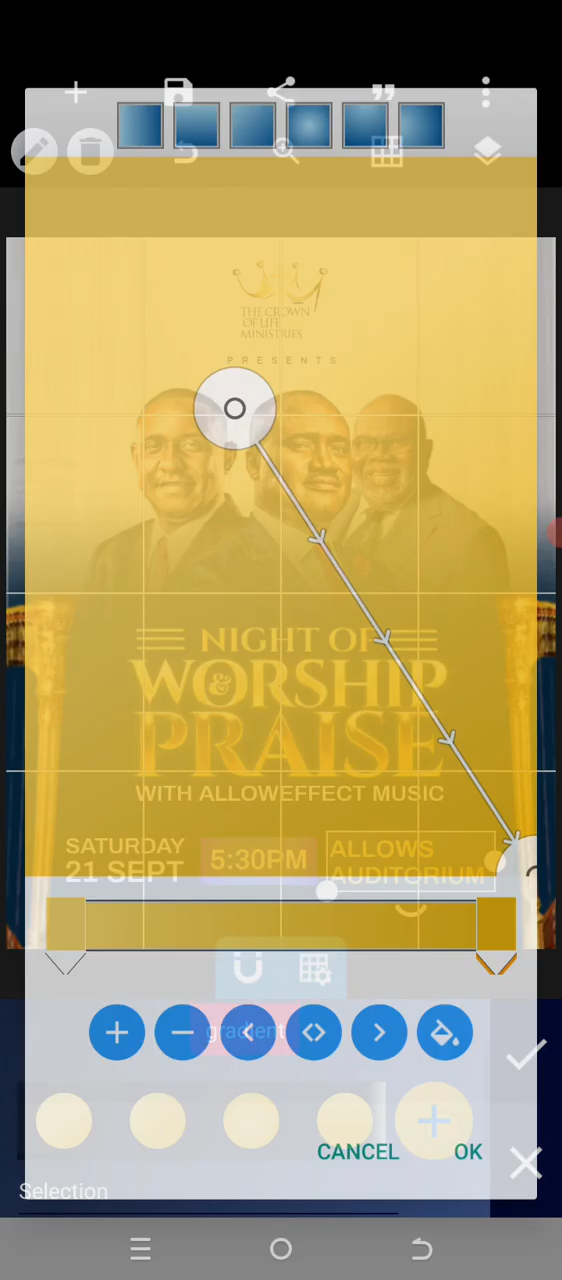 THE CROWN
OF LIFE
MINISTRIES
PRESENTS
NIGHT OF
WORSHIP
&
PRAISE
WITH ALLOWEFFECT MUSIC
SATURDAY
21 SEPT
5:30PM
ALLOWS
AUDITORIUM
gradient
CANCEL
OK
Selection